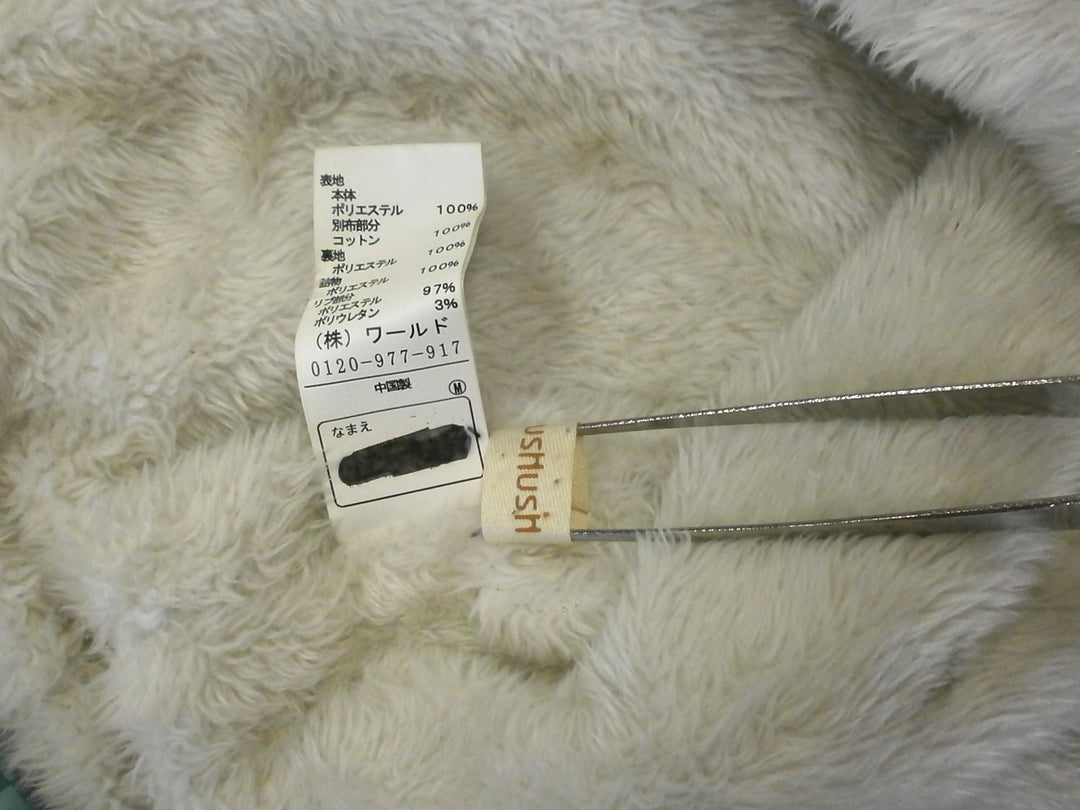 表地
本体
ポリエステル 100%
別布部分
コットン 100%
裏地
ポリエステル 100%
詰物
ポリエステル 100%
リブ部分
ポリエステル 97%
ポリウレタン 3%
(株)ワールド
0120-977-917
中国製 M
なまえ
usHusH